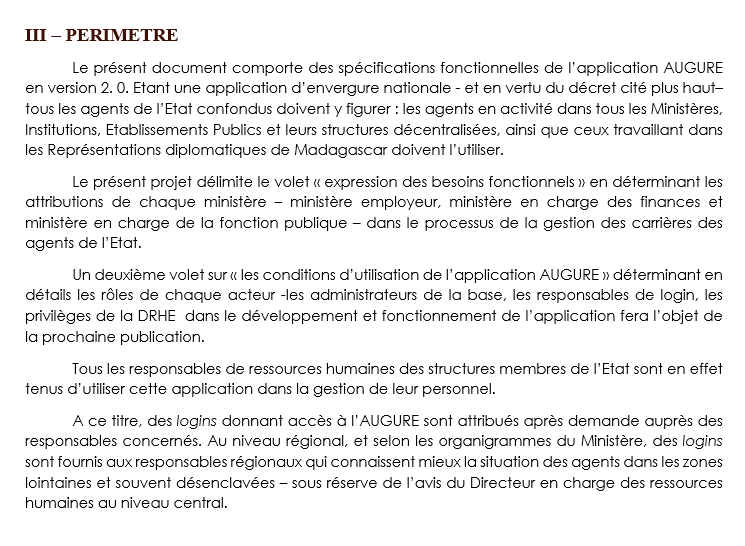 III – PERIMETRE
Le présent document comporte des spécifications fonctionnelles de l'application AUGURE
en version 2. 0. Etant une application d'envergure nationale - et en vertu du décret cité plus haut–
tous les agents de l'Etat confondus doivent y figurer : les agents en activité dans tous les Ministères,
Institutions, Etablissements Publics et leurs structures décentralisées, ainsi que ceux travaillant dans
les Représentations diplomatiques de Madagascar doivent l'utiliser.
Le présent projet délimite le volet « expression des besoins fonctionnels » en déterminant les
attributions de chaque ministère – ministère employeur, ministère en charge des finances et
ministère en charge de la fonction publique – dans le processus de la gestion des carrières des
agents de l'Etat.
Un deuxième volet sur « les conditions d'utilisation de l'application AUGURE » déterminant en
détails les rôles de chaque acteur -les administrateurs de la base, les responsables de login, les
privilèges de la DRHE dans le développement et fonctionnement de l'application fera l'objet de
la prochaine publication.
Tous les responsables de ressources humaines des structures membres de l'Etat sont en effet
tenus d'utiliser cette application dans la gestion de leur personnel.
A ce titre, des logins donnant accès à l'AUGURE sont attribués après demande auprès des
responsables concernés. Au niveau régional, et selon les organigrammes du Ministère, des logins
sont fournis aux responsables régionaux qui connaissent mieux la situation des agents dans les zones
lointaines et souvent désenclavées – sous réserve de l'avis du Directeur en charge des ressources
humaines au niveau central.